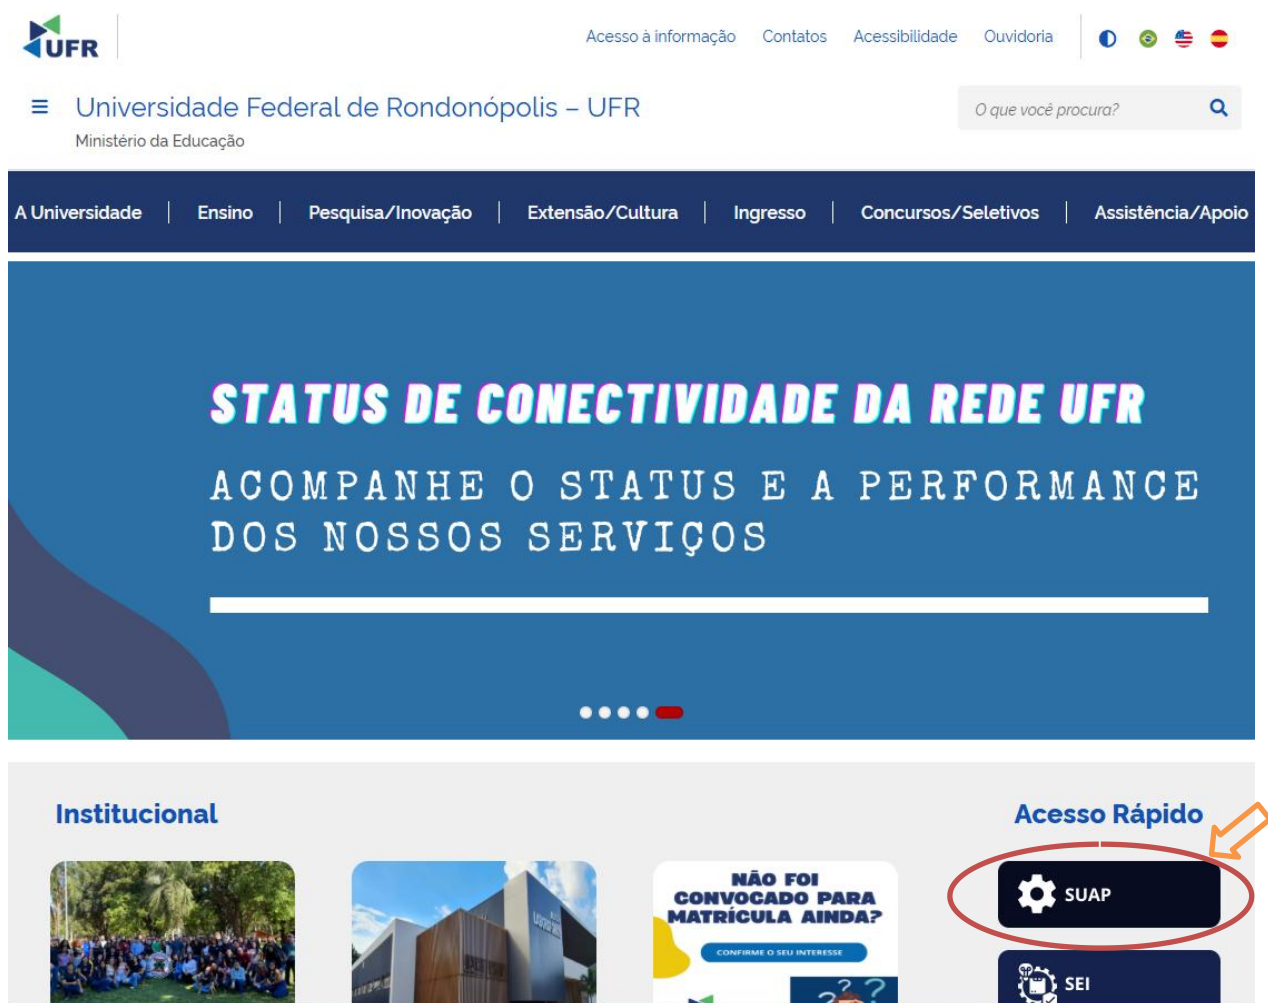 UFR
Acesso à informação Contatos Acessibilidade Ouvidoria
Universidade Federal de Rondonópolis – UFR
O que você procura?
Ministério da Educação
A Universidade Ensino Pesquisa/Inovação Extensão/Cultura Ingresso Concursos/Seletivos Assistência/Apoio
STATUS DE CONECTIVIDADE DA REDE UFR
ACOMPANHE O STATUS E A PERFORMANCE
DOS NOSSOS SERVIÇOS
Institucional
Acesso Rápido
NÃO FOI
CONVOCADO PARA
MATRÍCULA AINDA?
CONFIRME O SEU INTERESSE
SUAP
SEI